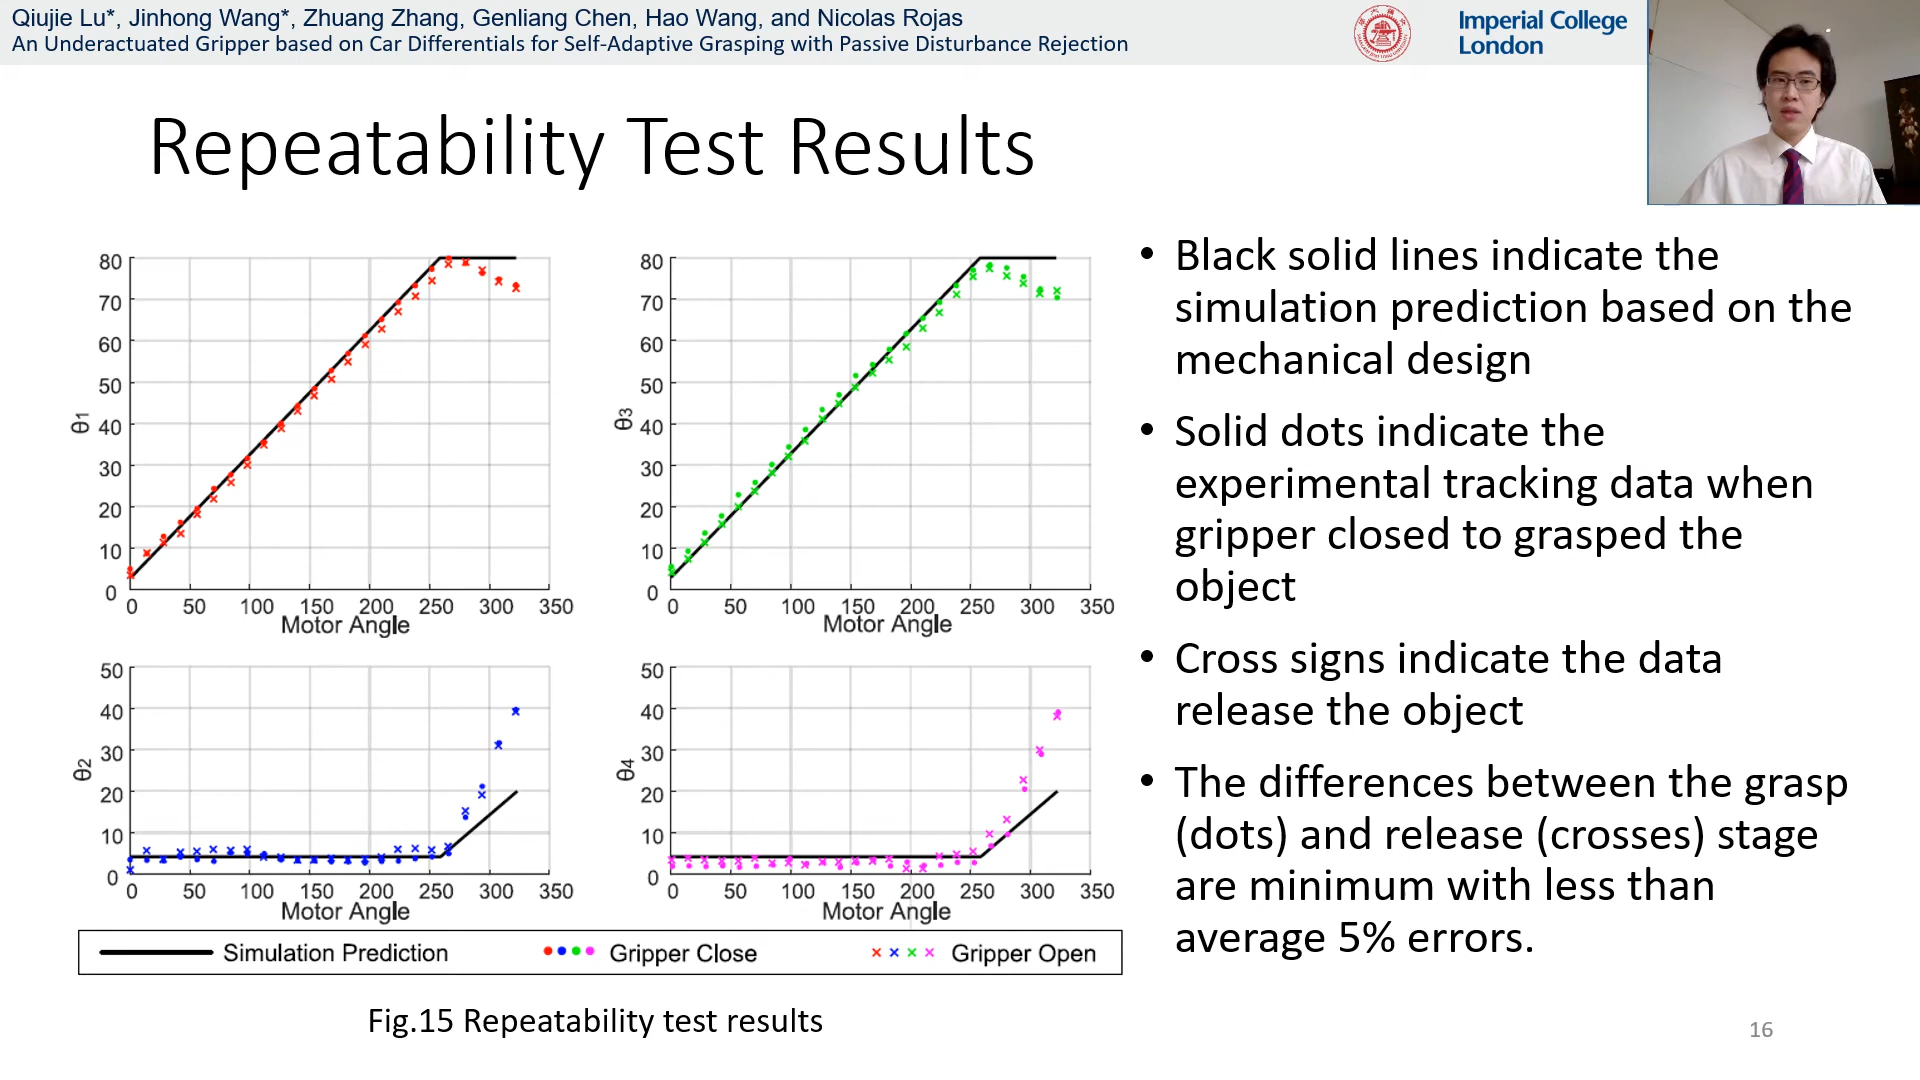 Qiujie Lu*, Jinhong Wang*, Zhuang Zhang, Genliang Chen, Hao Wang, and Nicolas Rojas
An Underactuated Gripper based on Car Differentials for Self-Adaptive Grasping with Passive Disturbance Rejection
Imperial College
London
Repeatability Test Results
80
70
60
50
40
30
20
10
0
θ1
0 50 100 150 200 250 300 350
Motor Angle
80
70
60
50
40
30
20
10
0
θ3
0 50 100 150 200 250 300 350
Motor Angle
50
40
30
20
10
0
θ2
0 50 100 150 200 250 300 350
Motor Angle
50
40
30
20
10
0
θ4
0 50 100 150 200 250 300 350
Motor Angle
Simulation Prediction Gripper Close Gripper Open
Fig.15 Repeatability test results
• Black solid lines indicate the
simulation prediction based on the
mechanical design
• Solid dots indicate the
experimental tracking data when
gripper closed to grasped the
object
• Cross signs indicate the data
release the object
• The differences between the grasp
(dots) and release (crosses) stage
are minimum with less than
average 5% errors.
16